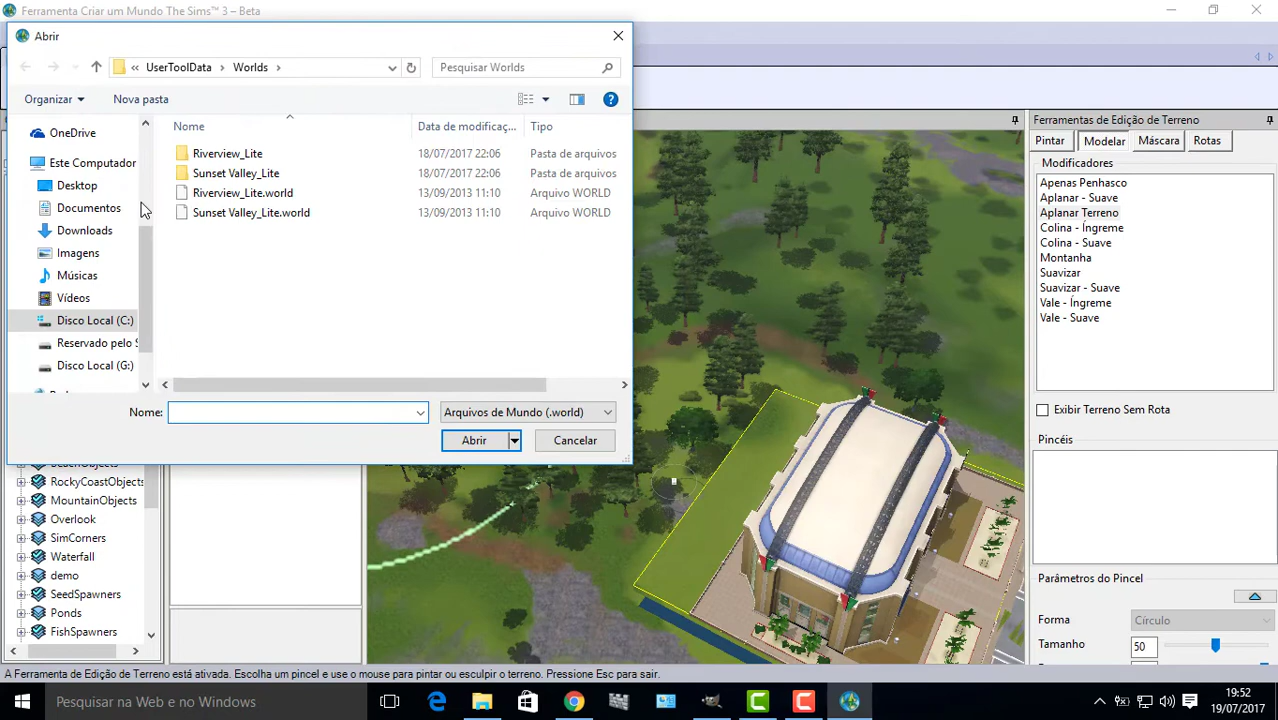 Ferramenta Criar um Mundo The Sims™ 3 – Beta
Abrir
« UserToolData › Worlds ›
Pesquisar Worlds
Organizar
Nova pasta
Nome
Data de modificaç...
Tipo
OneDrive
Este Computador
Desktop
Documentos
Downloads
Imagens
Músicas
Vídeos
Disco Local (C:)
Reservado pelo S
Disco Local (G:)
Riverview_Lite 18/07/2017 22:06 Pasta de arquivos
Sunset Valley_Lite 18/07/2017 22:06 Pasta de arquivos
Riverview_Lite.world 13/09/2013 11:10 Arquivo WORLD
Sunset Valley_Lite.world 13/09/2013 11:10 Arquivo WORLD
Nome:
Arquivos de Mundo (.world)
Abrir
Cancelar
RockyCoastObjects
MountainObjects
Overlook
SimCorners
Waterfall
demo
SeedSpawners
Ponds
FishSpawners
Ferramentas de Edição de Terreno
Pintar
Modelar
Máscara
Rotas
Modificadores
Apenas Penhasco
Aplanar - Suave
Aplanar Terreno
Colina - Íngreme
Colina - Suave
Montanha
Suavizar
Suavizar - Suave
Vale - Íngreme
Vale - Suave
Exibir Terreno Sem Rota
Pincéis
Parâmetros do Pincel
Forma
Círculo
Tamanho
50
A Ferramenta de Edição de Terreno está ativada. Escolha um pincel e use o mouse para pintar ou esculpir o terreno. Pressione Esc para sair.
Pesquisar na Web e no Windows
19:52
19/07/2017